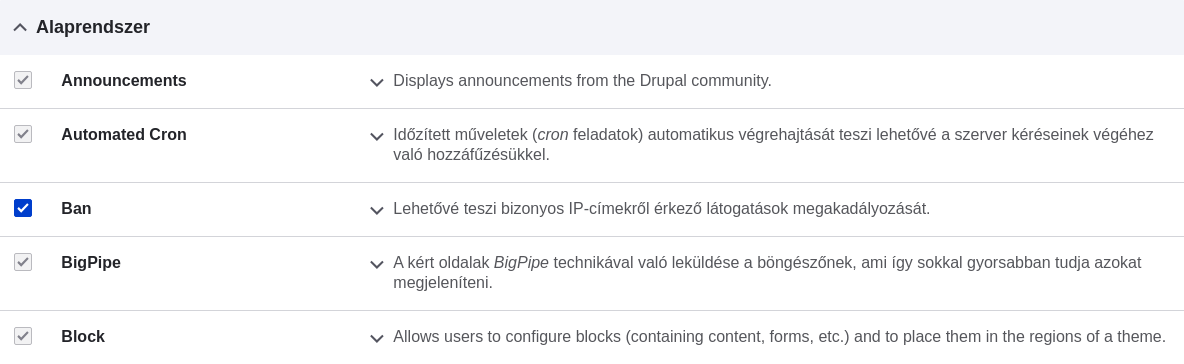 Alaprendszer
Announcements
Displays announcements from the Drupal community.
Automated Cron
Időzített műveletek (cron feladatok) automatikus végrehajtását teszi lehetővé a szerver kéréseinek végéhez
való hozzáfűzésükkel.
Ban
Lehetővé teszi bizonyos IP-címekről érkező látogatások megakadályozását.
BigPipe
A kért oldalak BigPipe technikával való leküldése a böngészőnek, ami így sokkal gyorsabban tudja azokat
megjeleníteni.
Block
Allows users to configure blocks (containing content, forms, etc.) and to place them in the regions of a theme.